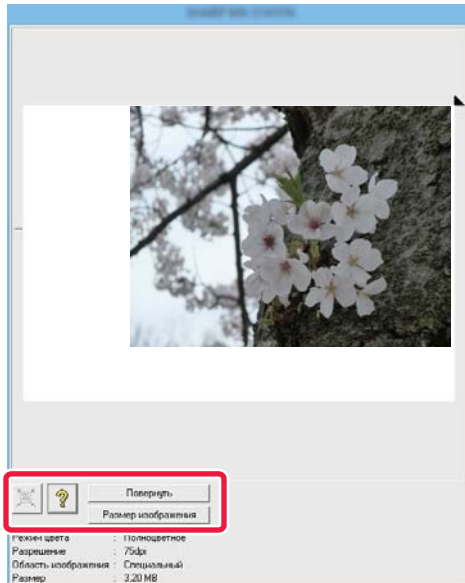 ?
Повернуть
Размер изображения
Режим цвета : Полноцветное
Разрешение : 75dpi
Область изображения : Специальный
Размер : 3.20 MB